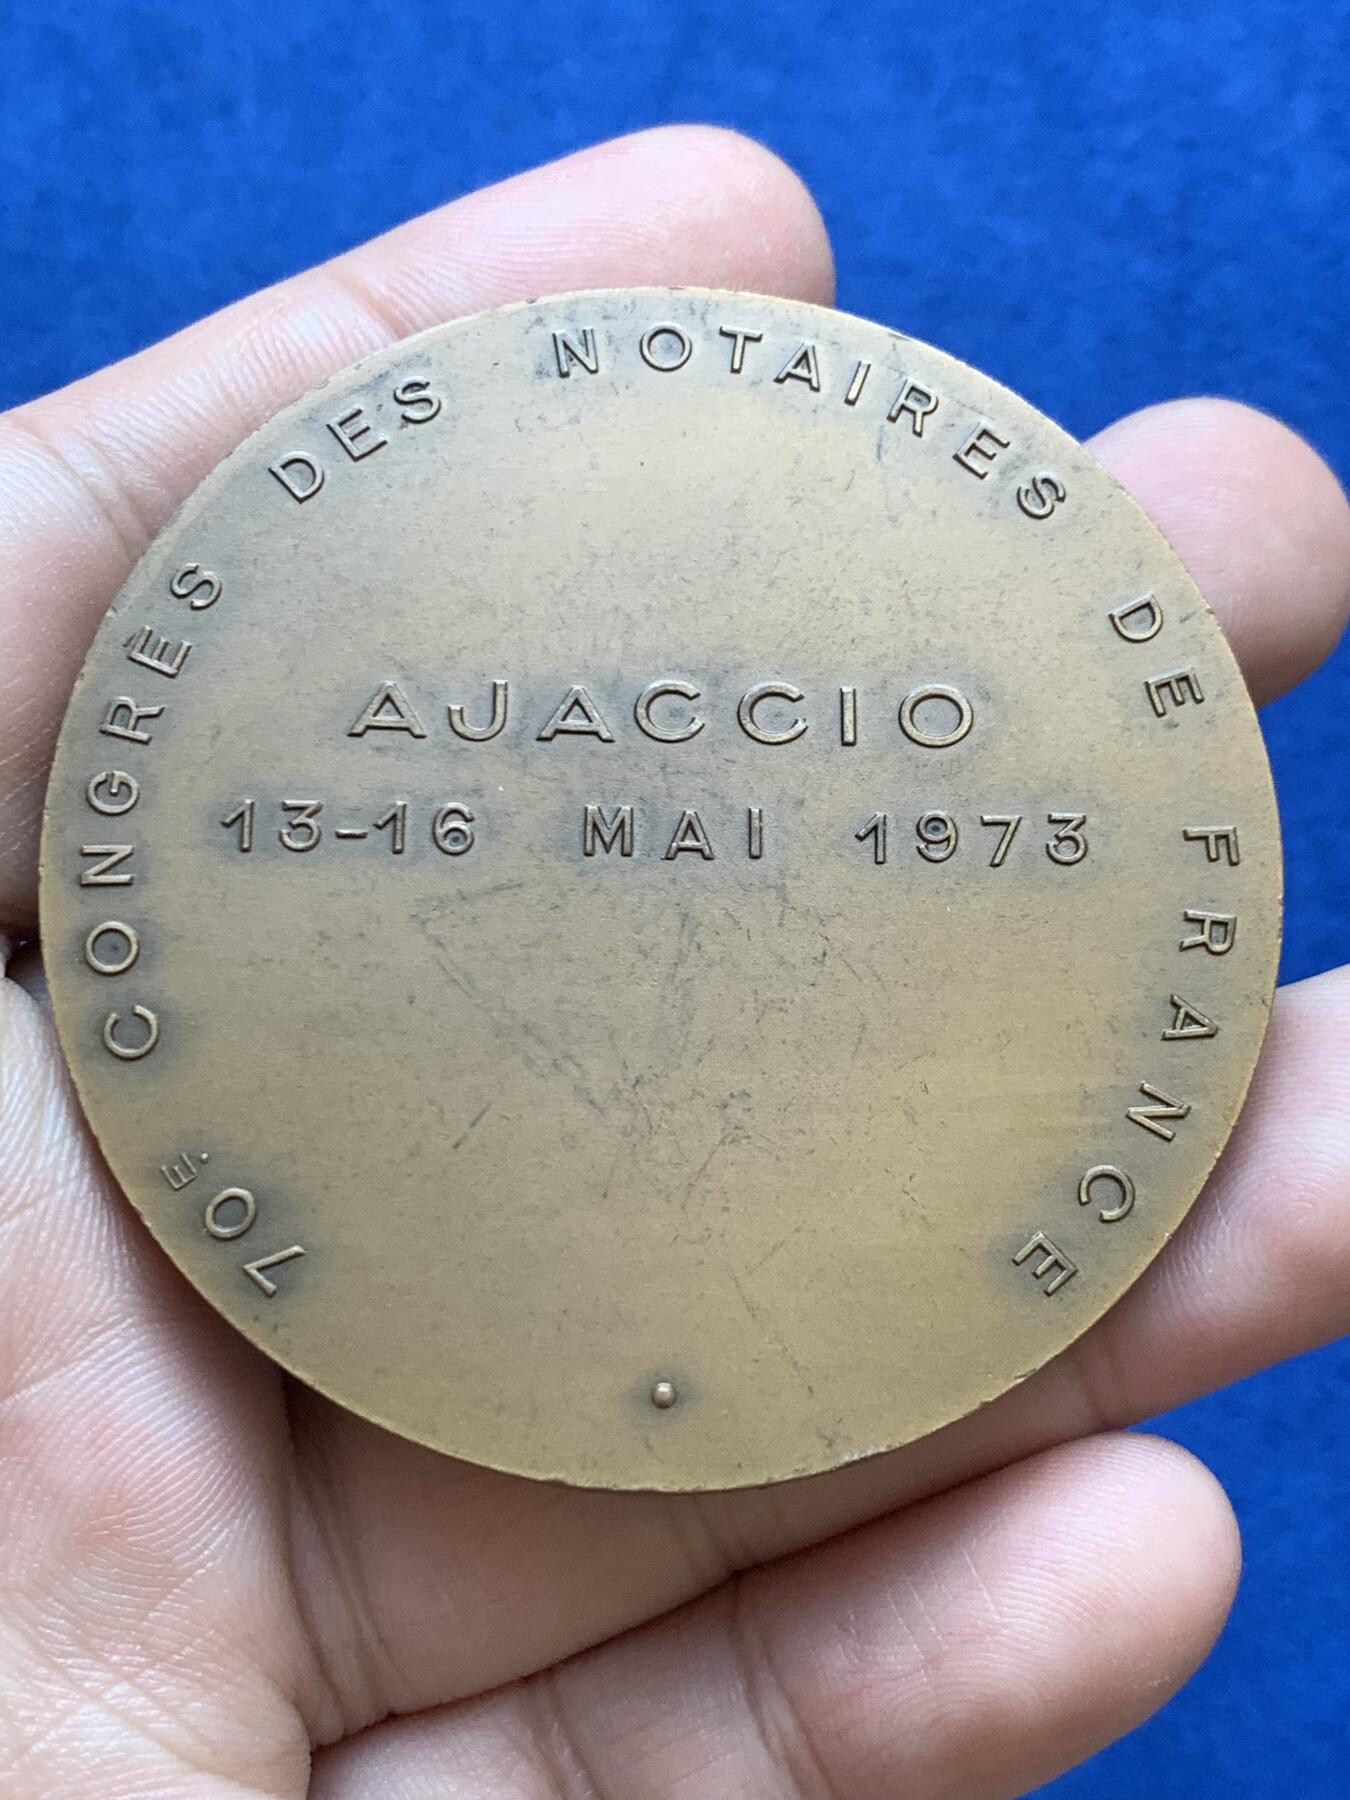 70E. CONGRÈS DES NOTAIRES DE FRANCE
AJACCIO
13-16 MAI 1973